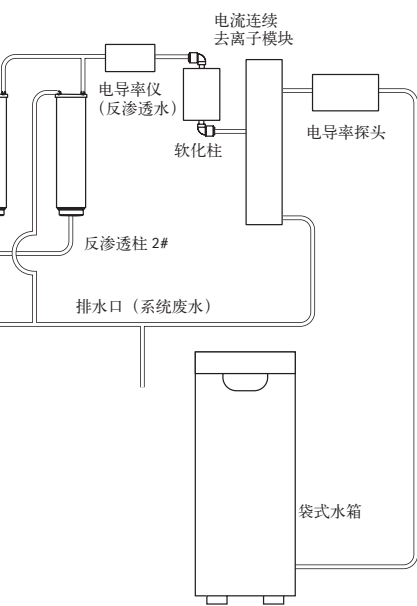 电流连续
去离子模块
电导率仪
（反渗透水）
电导率探头
软化柱
反渗透柱 2#
排水口（系统废水）
袋式水箱